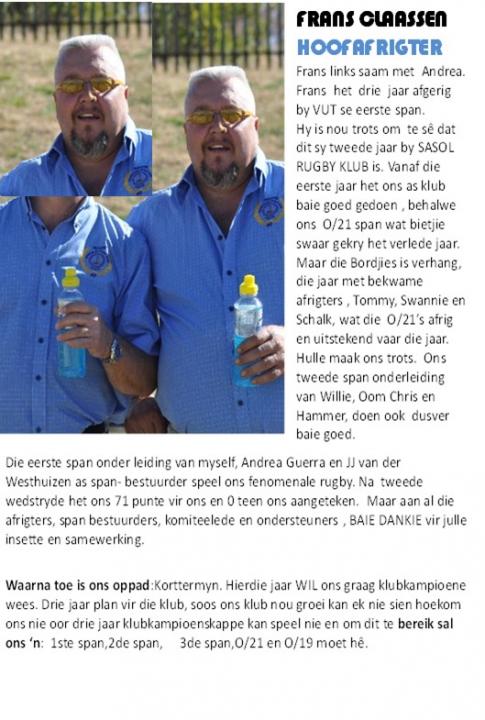 FRANS CLAASSEN
HOOFAFRIGTER
Frans links saam met Andrea.
Frans het drie jaar afgerig
by VUT se eerste span.
Hy is nou trots om te sê dat
dit sy tweede jaar by SASOL
RUGBY KLUB is. Vanaf die
eerste jaar het ons as klub
baie goed gedoen , behalwe
ons O/21 span wat bietjie
swaar gekry het verlede jaar.
Maar die Bordjies is verhang,
die jaar met bekwame
afrigters , Tommy, Swannie en
Schalk, wat die O/21's afrig
en uitstekend vaar die jaar.
Hulle maak ons trots. Ons
tweede span onderleiding
van Willie, Oom Chris en
Hammer, doen ook dusver
baie goed.
Die eerste span onder leiding van myself, Andrea Guerra en JJ van der
Westhuizen as span- bestuurder speel ons fenomenale rugby. Na tweede
wedstryde het ons 71 punte vir ons en 0 teen ons aangeteken. Maar aan al die
afrigters, span bestuurders, komiteelede en ondersteuners , BAIE DANKIE vir julle
insette en samewerking.
Waarna toe is ons oppad:Korttermyn. Hierdie jaar WIL ons graag klubkampioene
wees. Drie jaar plan vir die klub, soos ons klub nou groei kan ek nie sien hoekom
ons nie oor drie jaar klubkampioenskappe kan speel nie en om dit te bereik sal
ons 'n: 1ste span,2de span, 3de span,O/21 en O/19 moet hê.